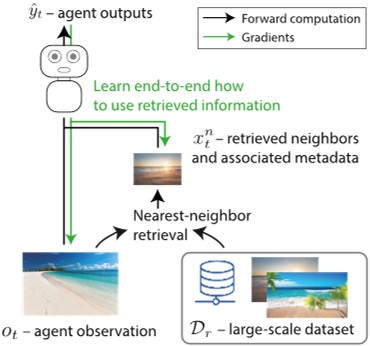 ŷₜ – agent outputs
Forward computation
Gradients
Learn end-to-end how
to use retrieved information
xₜⁿ – retrieved neighbors
and associated metadata
Nearest-neighbor
retrieval
oₜ – agent observation
𝒟ᵣ – large-scale dataset